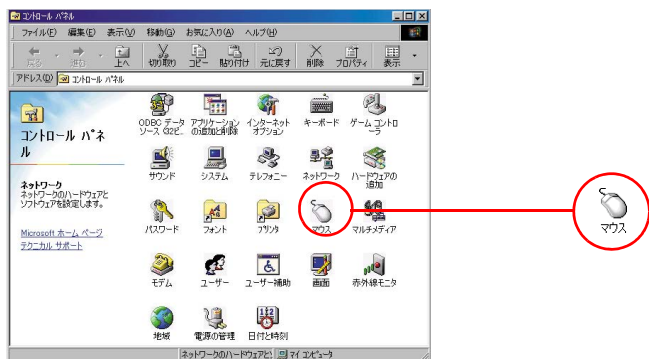 コントロール パネル
ファイル(F) 編集(E) 表示(V) 移動(G) お気に入り(A) ヘルプ(H)
戻る 進む 上へ 切り取り コピー 貼り付け 元に戻す 削除 プロパティ 表示
アドレス(D) コントロール パネル
コントロール パネ
ル
ネットワーク
ネットワークのハードウェアと
ソフトウェアを設定します。
Microsoft ホーム ページ
テクニカル サポート
ODBC データ
ソース (32ビ...
アプリケーション
の追加と削除
インターネット
オプション
キーボード
ゲーム コントロ
ーラ
サウンド
システム
テレフォニー
ネットワーク
ハードウェアの
追加
パスワード
フォント
プリンタ
マウス
マルチメディア
モデム
ユーザー
ユーザー補助
画面
赤外線モニタ
地域
電源の管理
日付と時刻
ネットワークのハードウェアと
マイ コンピュータ
マウス